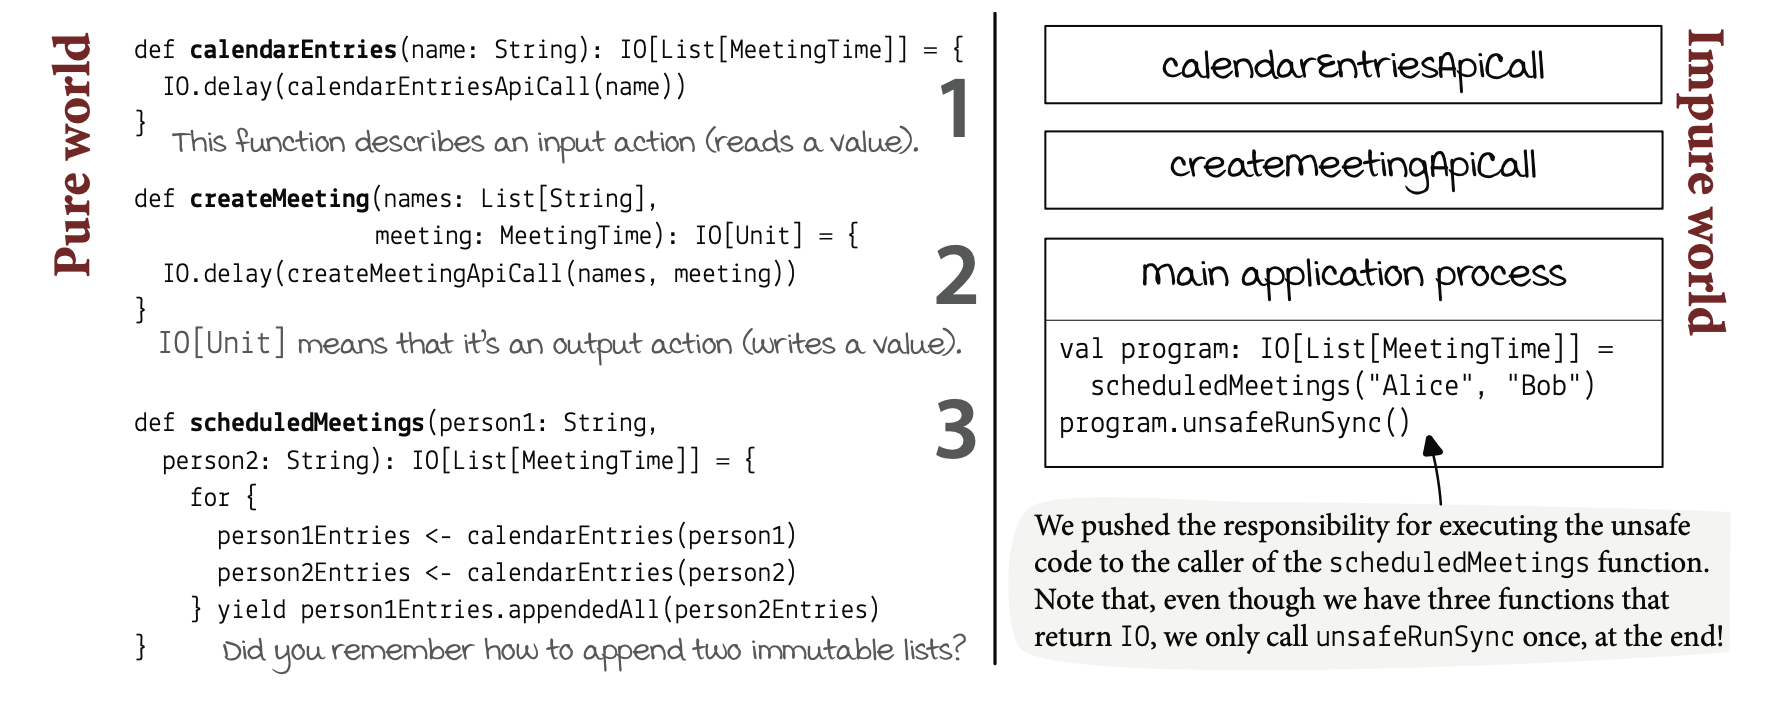 Pure world
def calendarEntries(name: String): IO[List[MeetingTime]] = {
IO.delay(calendarEntriesApiCall(name))
}
1
This function describes an input action (reads a value).
def createMeeting(names: List[String],
meeting: MeetingTime): IO[Unit] = {
IO.delay(createMeetingApiCall(names, meeting))
}
2
IO[Unit] means that it's an output action (writes a value).
def scheduledMeetings(person1: String,
person2: String): IO[List[MeetingTime]] = {
for {
person1Entries <- calendarEntries(person1)
person2Entries <- calendarEntries(person2)
} yield person1Entries.appendedAll(person2Entries)
}
3
Did you remember how to append two immutable lists?
Impure world
calendarEntriesApiCall
createmeetingApiCall
main application process
val program: IO[List[MeetingTime]] =
scheduledMeetings("Alice", "Bob")
program.unsafeRunSync()
We pushed the responsibility for executing the unsafe
code to the caller of the scheduledMeetings function.
Note that, even though we have three functions that
return IO, we only call unsafeRunSync once, at the end!